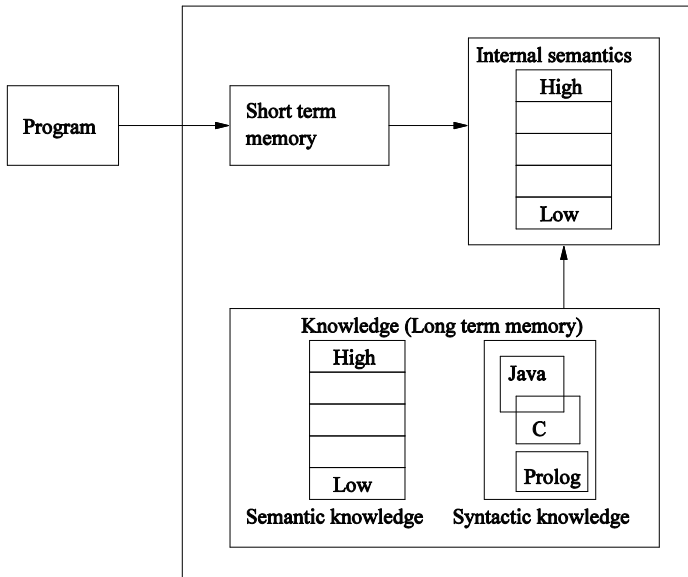 Internal semantics
High
Low
Program
Short term
memory
Knowledge (Long term memory)
High
Low
Semantic knowledge
Java
C
Prolog
Syntactic knowledge